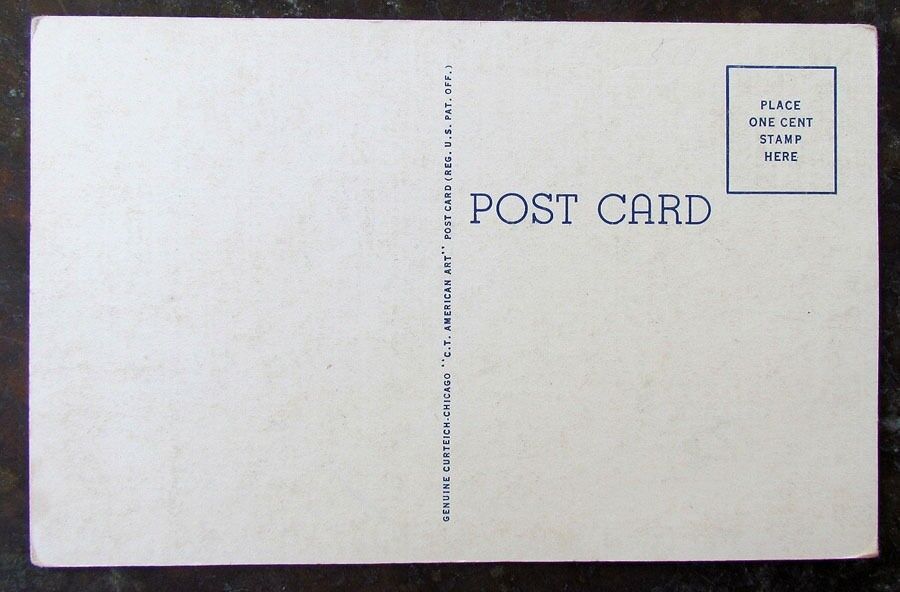 PLACE
ONE CENT
STAMP
HERE
POST CARD
GENUINE CURTEICH-CHICAGO "C.T. AMERICAN ART" POST CARD (REG. U.S. PAT. OFF.)